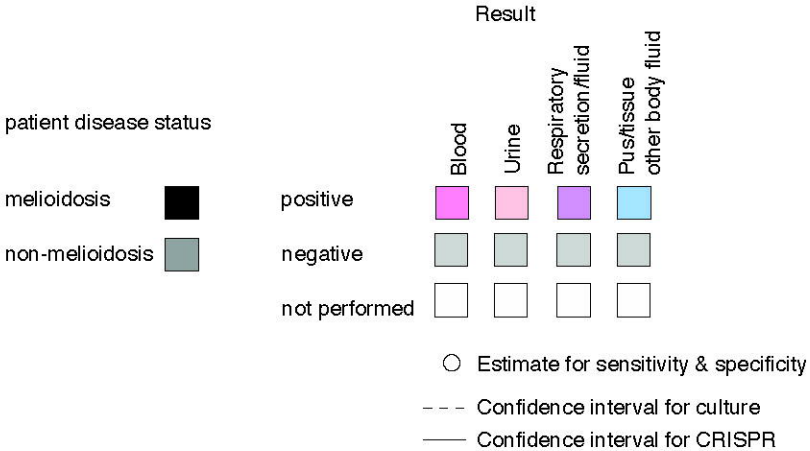 Result
patient disease status
Blood
Urine
Respiratory
secretion/fluid
Pus/tissue
other body fluid
melioidosis
positive
non-melioidosis
negative
not performed
Estimate for sensitivity & specificity
Confidence interval for culture
Confidence interval for CRISPR